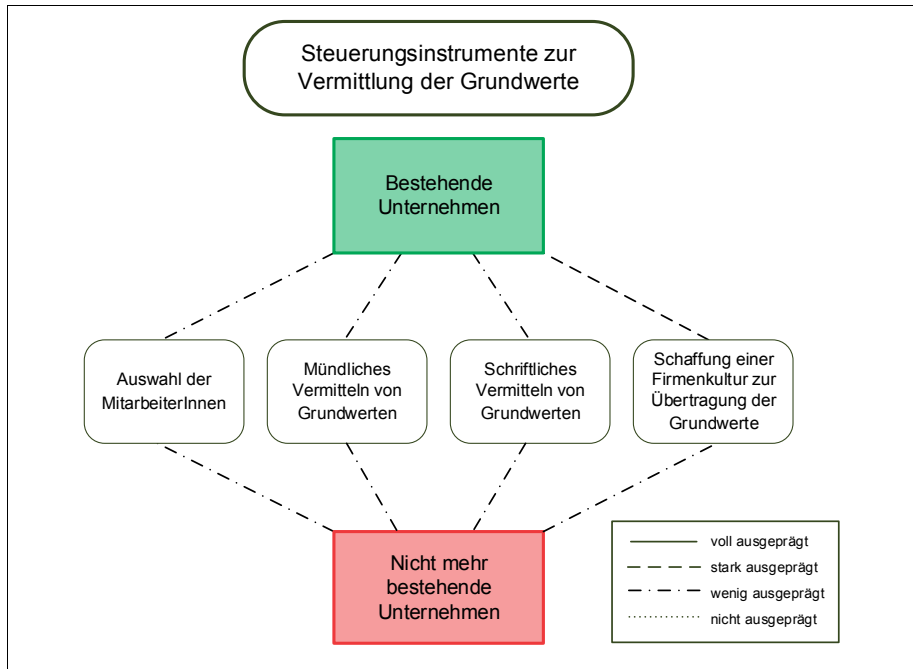 Steuerungsinstrumente zur
Vermittlung der Grundwerte
Bestehende
Unternehmen
Auswahl der
MitarbeiterInnen
Mündliches
Vermitteln von
Grundwerten
Schriftliches
Vermitteln von
Grundwerten
Schaffung einer
Firmenkultur zur
Übertragung der
Grundwerte
Nicht mehr
bestehende
Unternehmen
voll ausgeprägt
stark ausgeprägt
wenig ausgeprägt
nicht ausgeprägt